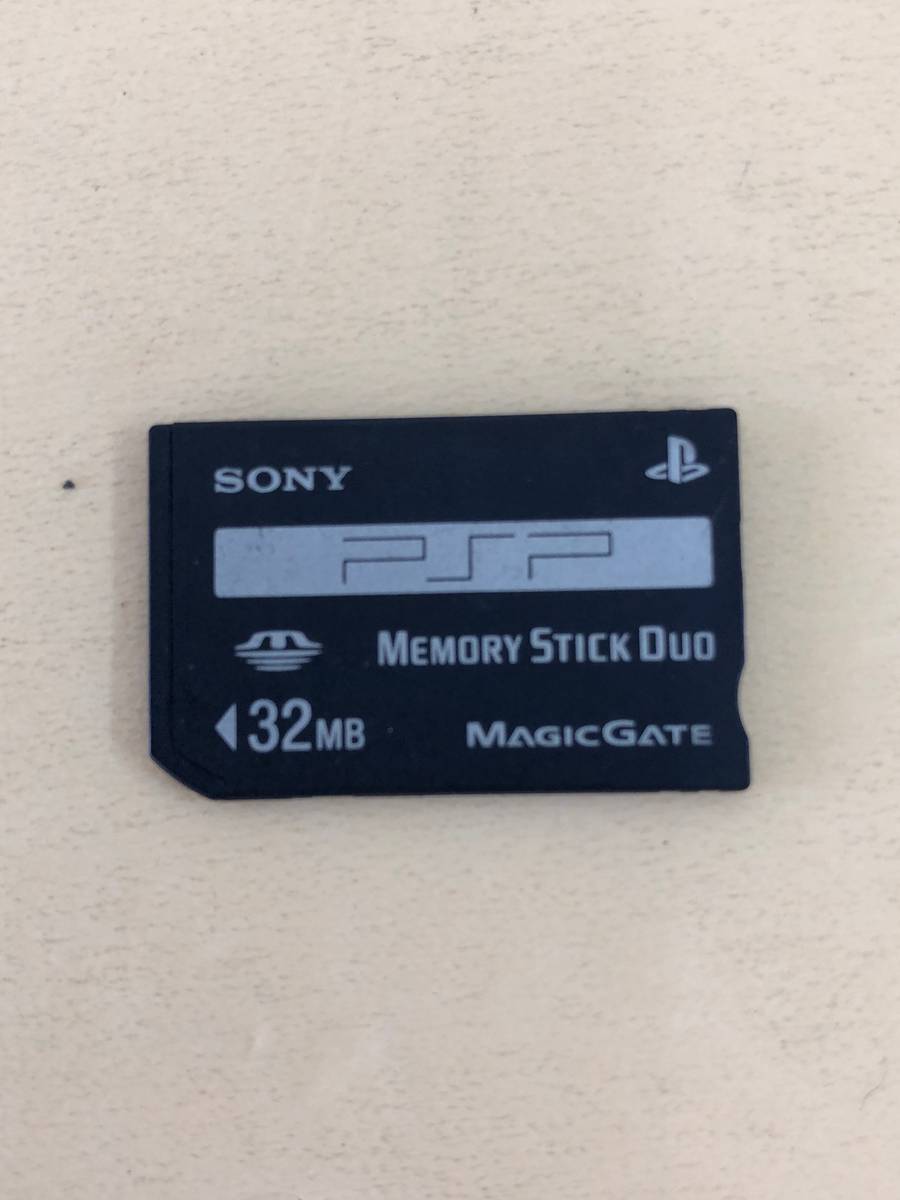 SONY
PSP
MEMORY STICK DUO
32MB
MAGICGATE